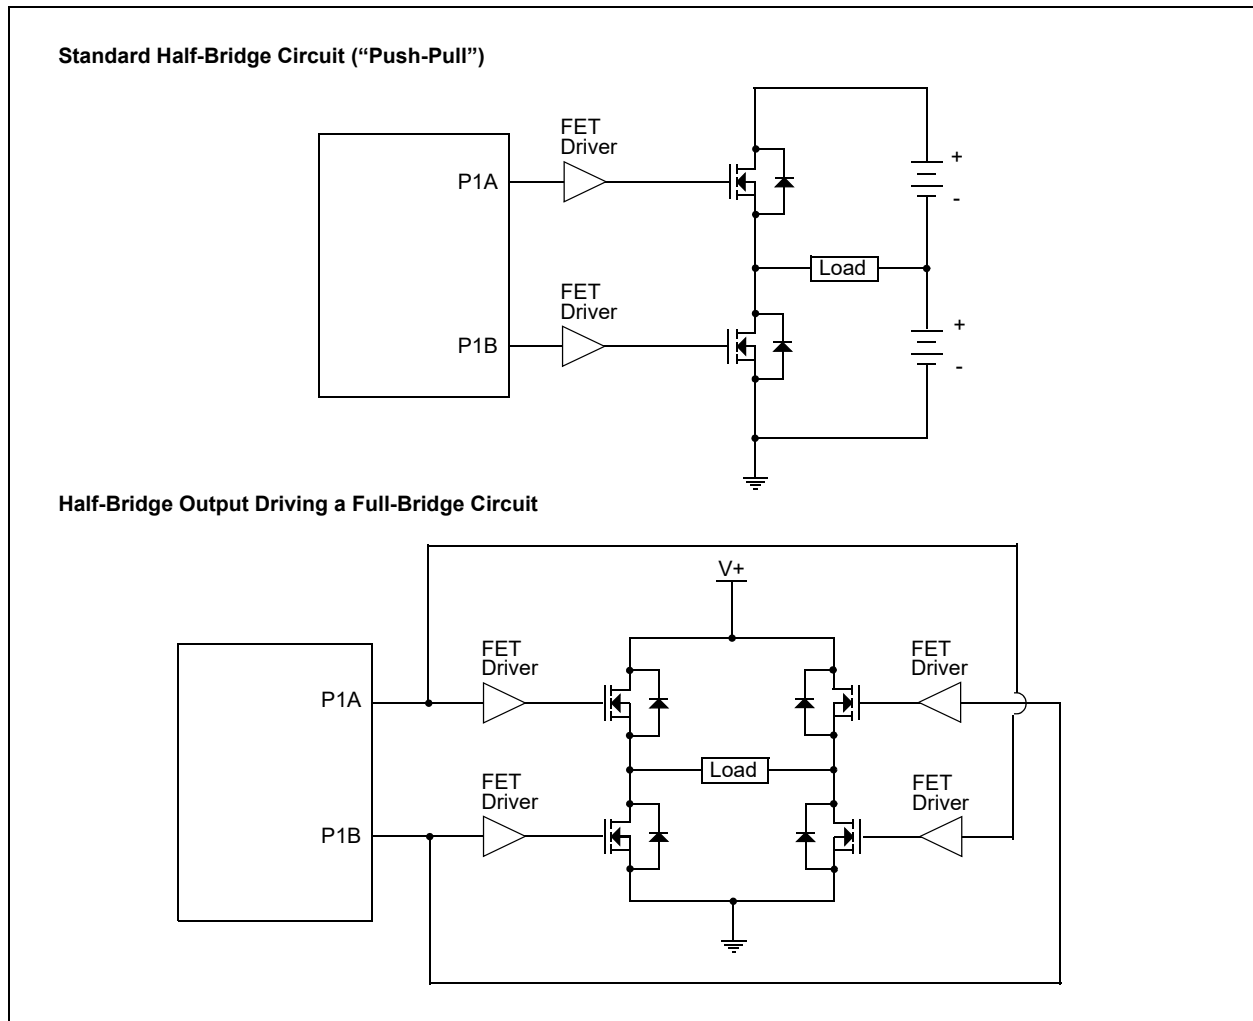 Standard Half-Bridge Circuit (“Push-Pull”)
FET
Driver
P1A
+
-
Load
FET
Driver
P1B
+
-
Half-Bridge Output Driving a Full-Bridge Circuit
V+
FET
Driver
FET
Driver
P1A
Load
FET
Driver
FET
Driver
P1B